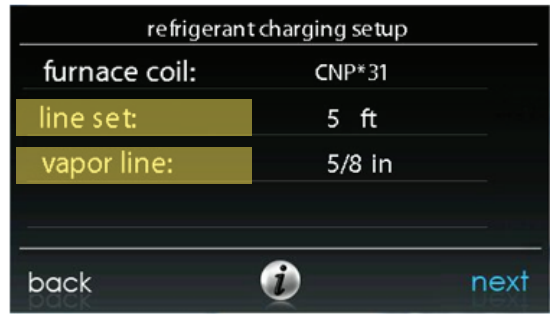 refrigerant charging setup
furnace coil: CNP*31
line set: 5 ft
vapor line: 5/8 in
back i next